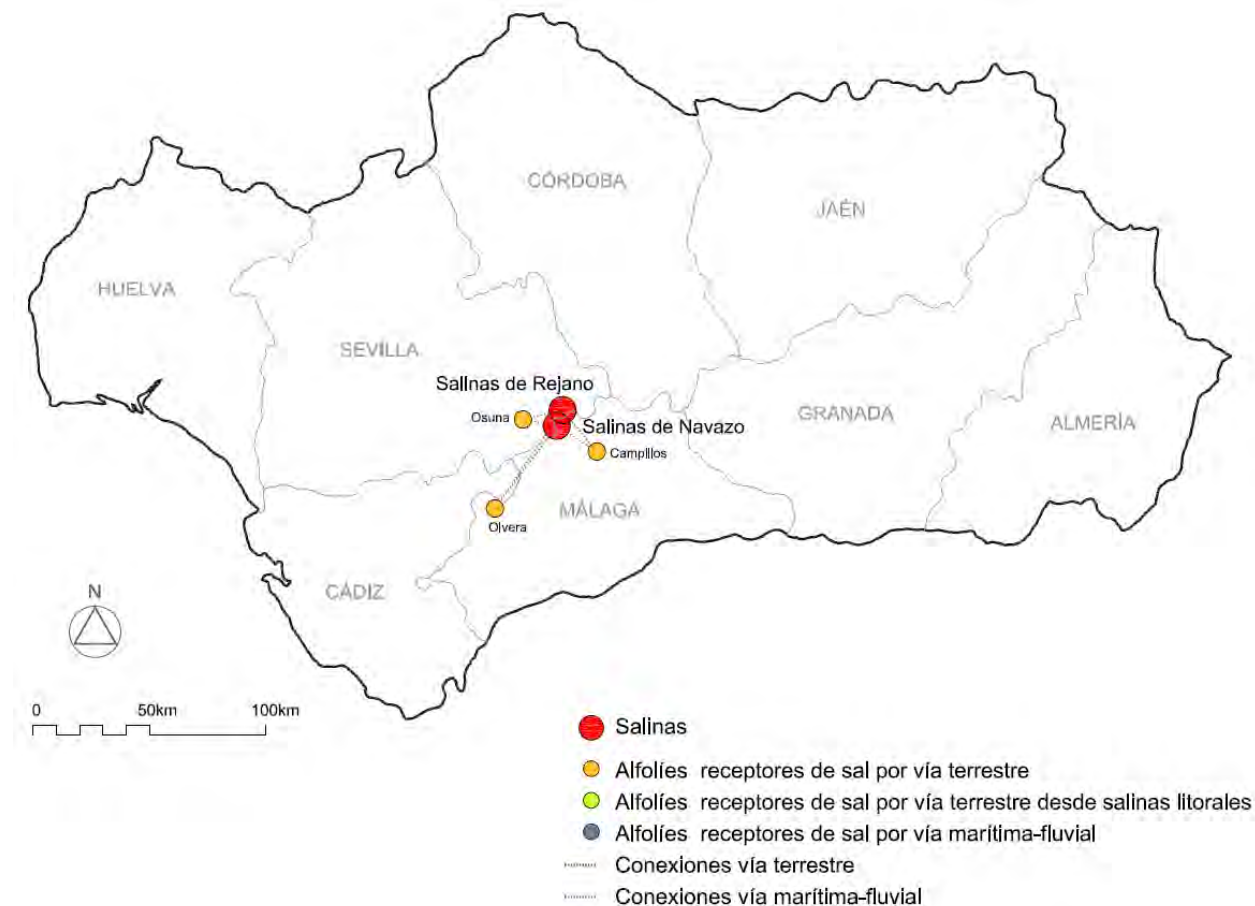 CÓRDOBA
JAÉN
HUELVA
SEVILLA
Salinas de Rejano
GRANADA
Osuna
Salinas de Navazo
ALMERÍA
Campillos
MÁLAGA
Olvera
CÁDIZ
N
0 50km 100km
Salinas
Alfolíes receptores de sal por vía terrestre
Alfolíes receptores de sal por vía terrestre desde salinas litorales
Alfolíes receptores de sal por vía marítima-fluvial
Conexiones vía terrestre
Conexiones vía marítima-fluvial